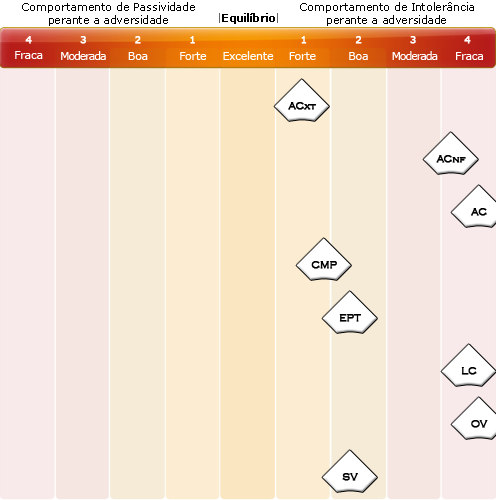 Comportamento de Passividade
perante a adversidade
|Equilíbrio|
Comportamento de Intolerância
perante a adversidade
4 3 2 1 1 2 3 4
Fraca Moderada Boa Forte Excelente Forte Boa Moderada Fraca
ACXT
ACNF
AC
CMP
EPT
LC
OV
SV